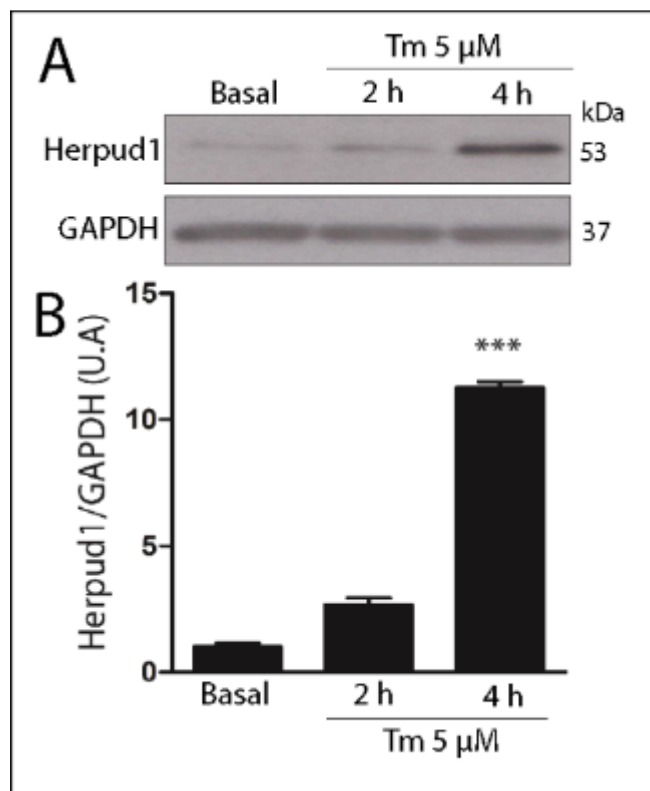 A
Tm 5 μM
Basal 2 h 4 h
kDa
Herpud1 53
GAPDH 37
B
Herpud1/GAPDH (U.A)
15
10
5
0
***
Basal 2 h 4 h
Tm 5 μM